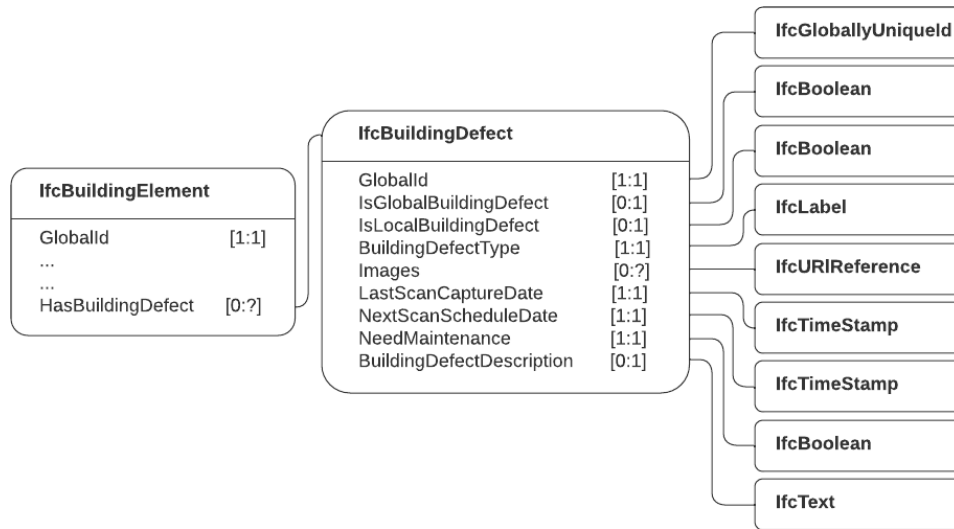 IfcBuildingElement
GlobalId [1:1]
...
...
HasBuildingDefect [0:?]
IfcBuildingDefect
GlobalId [1:1]
IsGlobalBuildingDefect [0:1]
IsLocalBuildingDefect [0:1]
BuildingDefectType [1:1]
Images [0:?]
LastScanCaptureDate [1:1]
NextScanScheduleDate [1:1]
NeedMaintenance [1:1]
BuildingDefectDescription [0:1]
IfcGloballyUniqueId
IfcBoolean
IfcBoolean
IfcLabel
IfcURIReference
IfcTimeStamp
IfcTimeStamp
IfcBoolean
IfcText